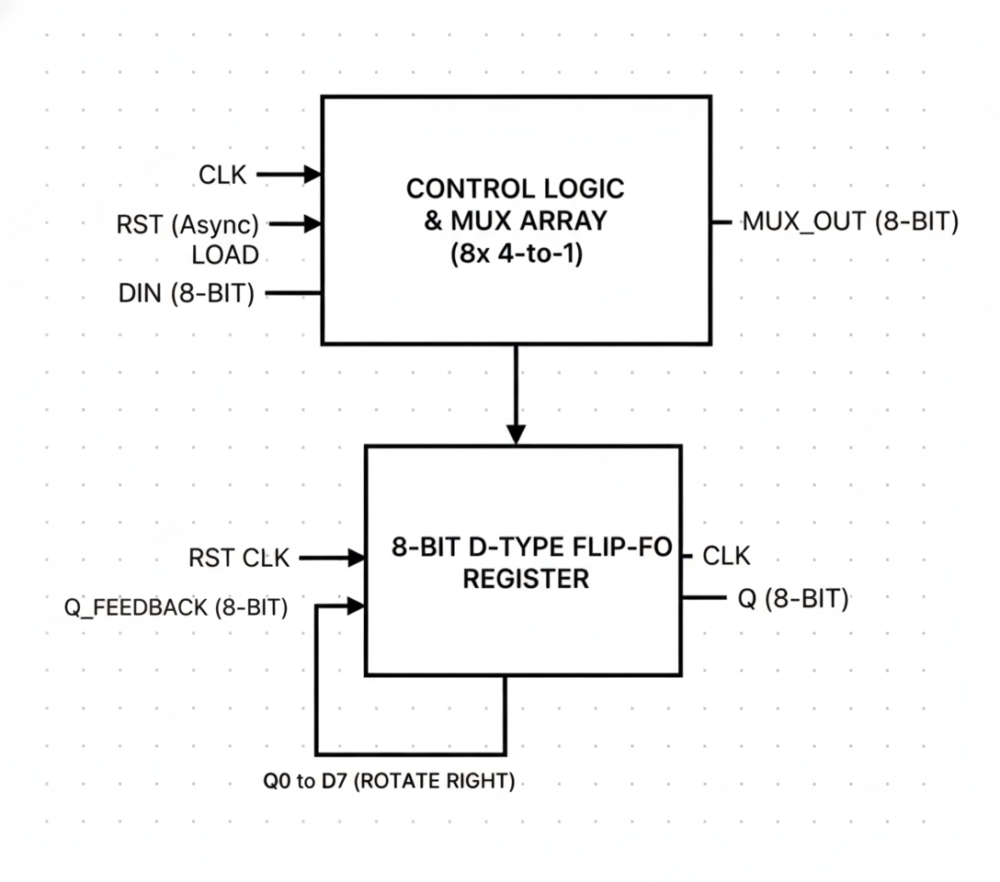 CONTROL LOGIC
& MUX ARRAY
(8x 4-to-1)
CLK
RST (Async)
LOAD
DIN (8-BIT)
MUX_OUT (8-BIT)
8-BIT D-TYPE FLIP-FO
REGISTER
RST CLK
Q_FEEDBACK (8-BIT)
CLK
Q (8-BIT)
Q0 to D7 (ROTATE RIGHT)